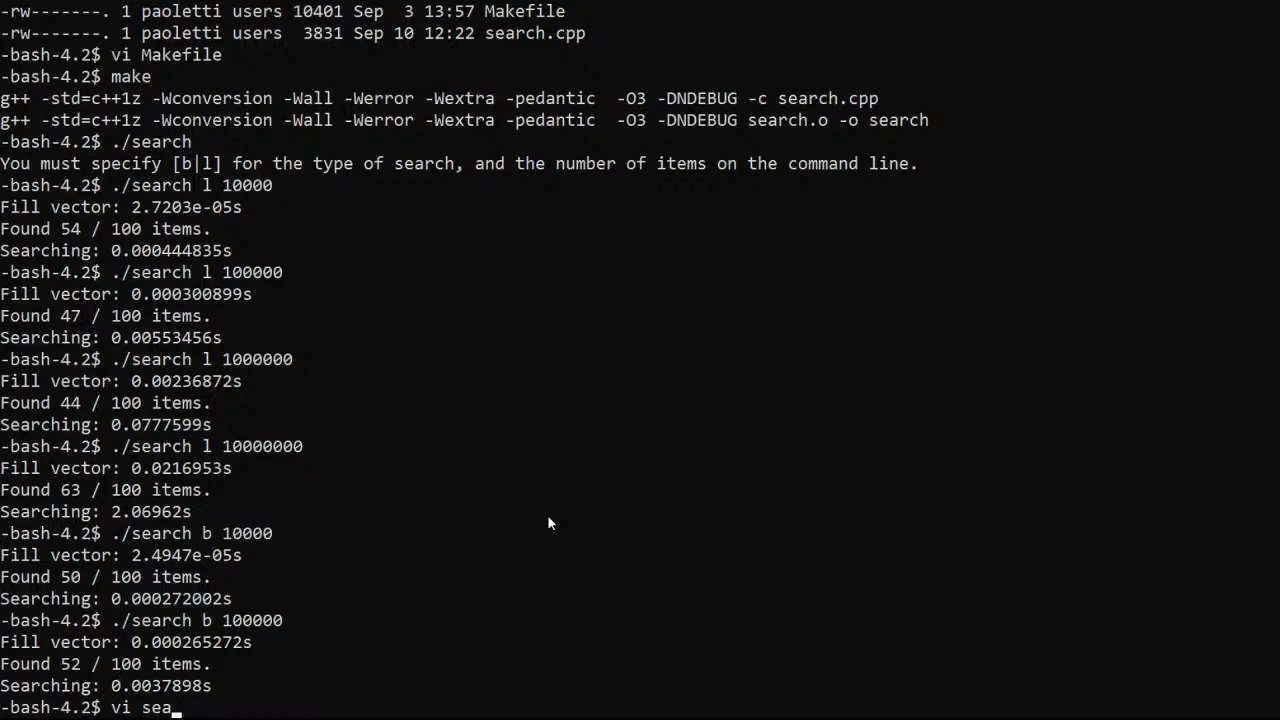 -rw-------. 1 paoletti users 10401 Sep  3 13:57 Makefile
-rw-------. 1 paoletti users  3831 Sep 10 12:22 search.cpp
-bash-4.2$ vi Makefile
-bash-4.2$ make
g++ -std=c++1z -Wconversion -Wall -Werror -Wextra -pedantic  -O3 -DNDEBUG -c search.cpp
g++ -std=c++1z -Wconversion -Wall -Werror -Wextra -pedantic  -O3 -DNDEBUG search.o -o search
-bash-4.2$ ./search
You must specify [b|l] for the type of search, and the number of items on the command line.
-bash-4.2$ ./search l 10000
Fill vector: 2.7203e-05s
Found 54 / 100 items.
Searching: 0.000444835s
-bash-4.2$ ./search l 100000
Fill vector: 0.000300899s
Found 47 / 100 items.
Searching: 0.00553456s
-bash-4.2$ ./search l 1000000
Fill vector: 0.00236872s
Found 44 / 100 items.
Searching: 0.0777599s
-bash-4.2$ ./search l 10000000
Fill vector: 0.0216953s
Found 63 / 100 items.
Searching: 2.06962s
-bash-4.2$ ./search b 10000
Fill vector: 2.4947e-05s
Found 50 / 100 items.
Searching: 0.000272002s
-bash-4.2$ ./search b 100000
Fill vector: 0.000265272s
Found 52 / 100 items.
Searching: 0.0037898s
-bash-4.2$ vi sea